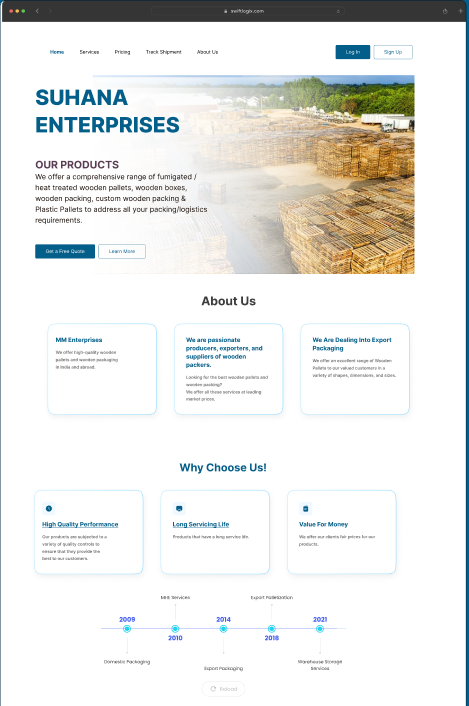 swiftlogix.com
Home Services Pricing Track Shipment About Us Log In Sign Up
SUHANA
ENTERPRISES
OUR PRODUCTS
We offer a comprehensive range of fumigated /
heat treated wooden pallets, wooden boxes,
wooden packing, custom wooden packing &
Plastic Pallets to address all your packing/logistics
requirements.
Get a Free Quote Learn More
About Us
MM Enterprises
We offer high-quality wooden
pallets and wooden packaging
in India and abroad.
We are passionate
producers, exporters, and
suppliers of wooden
packers.
Looking for the best wooden pallets and
wooden packing?
We offer all these services at leading
market prices.
We Are Dealing Into Export
Packaging
We offer an excellent range of Wooden
Pallets to our valued customers in a
variety of shapes, dimensions, and sizes.
Why Choose Us!
High Quality Performance
Our products are subjected to a
variety of quality controls to
ensure that they provide the
best to our customers.
Long Servicing Life
Products that have a long service life.
Value For Money
We offer our clients fair prices for our
products.
MHE Services Export Palletization
2009 2014 2021
2010 2018
Domestic Packaging Export Packaging Warehouse Storage
Services
Reload